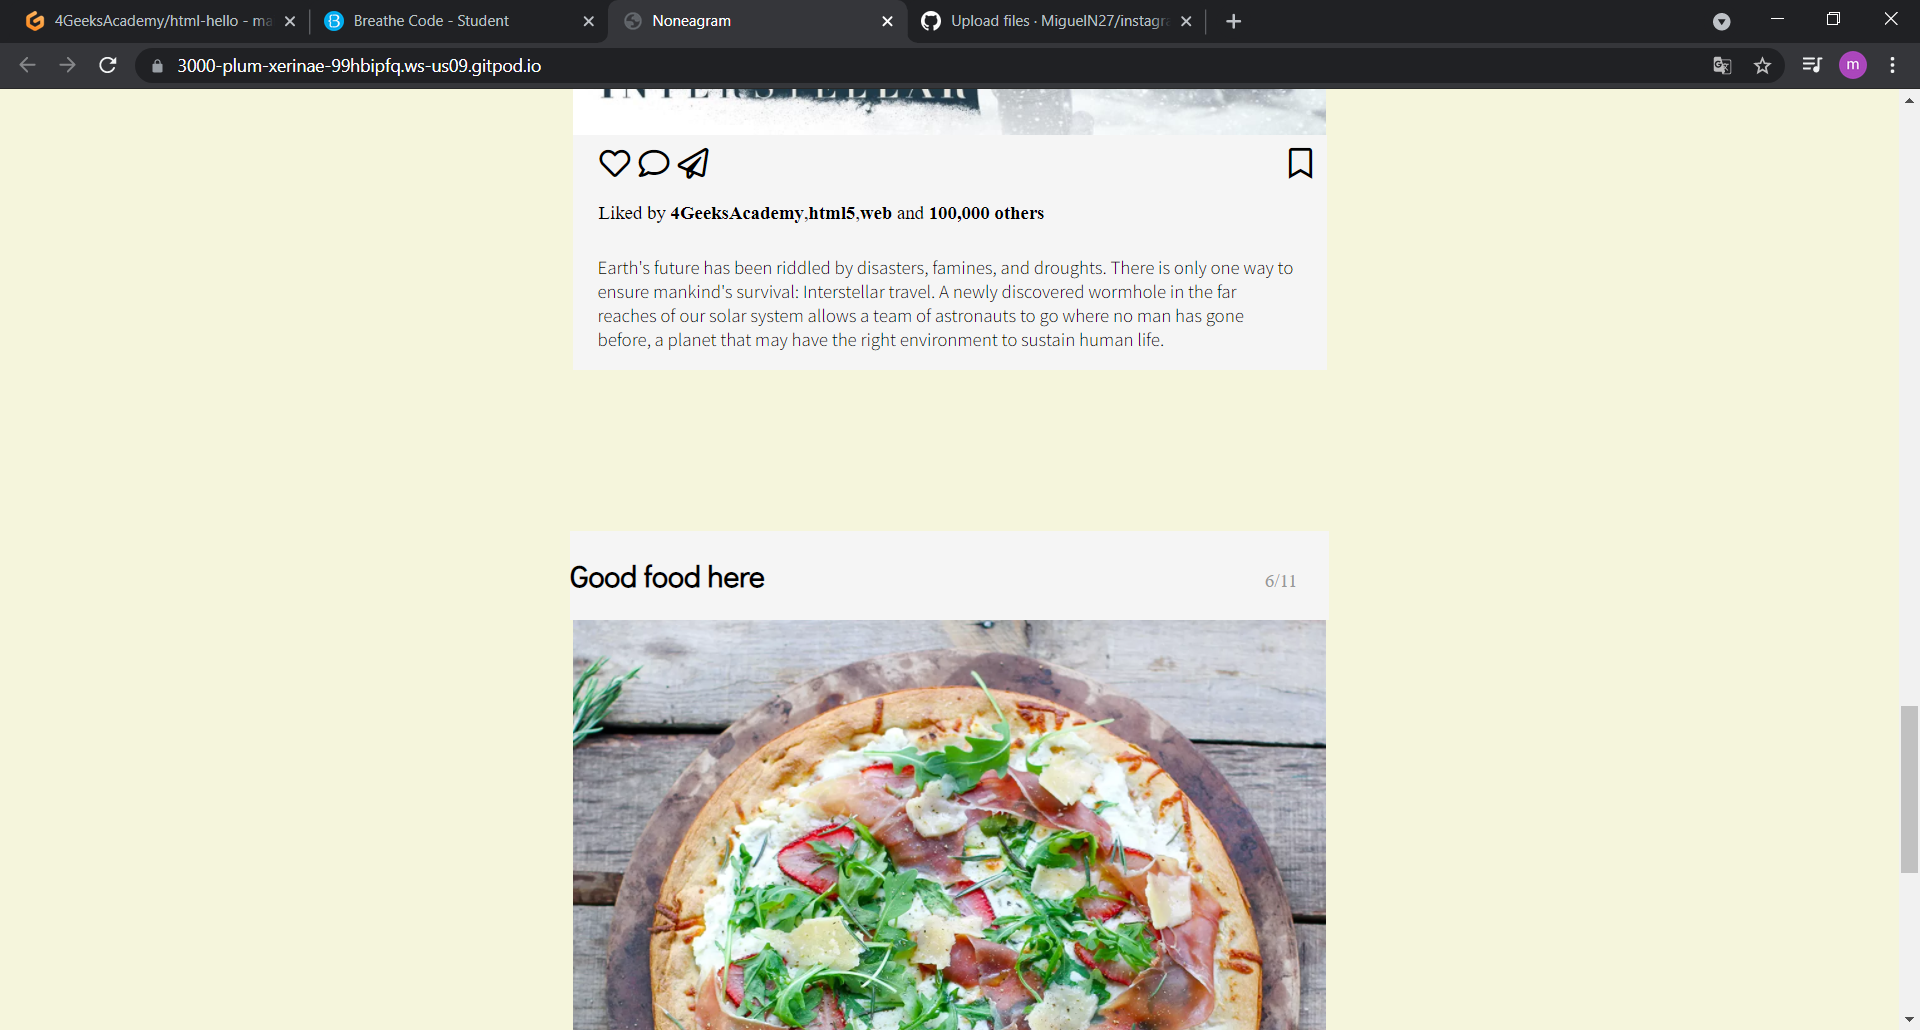 4GeeksAcademy/html-hello - ma
Breathe Code - Student
Noneagram
Upload files · MiguelN27/instagra
3000-plum-xerinae-99hbipfq.ws-us09.gitpod.io
m
INTERSTELLAR
Liked by 4GeeksAcademy,html5,web and 100,000 others
Earth's future has been riddled by disasters, famines, and droughts. There is only one way to
ensure mankind's survival: Interstellar travel. A newly discovered wormhole in the far
reaches of our solar system allows a team of astronauts to go where no man has gone
before, a planet that may have the right environment to sustain human life.
Good food here
6/11